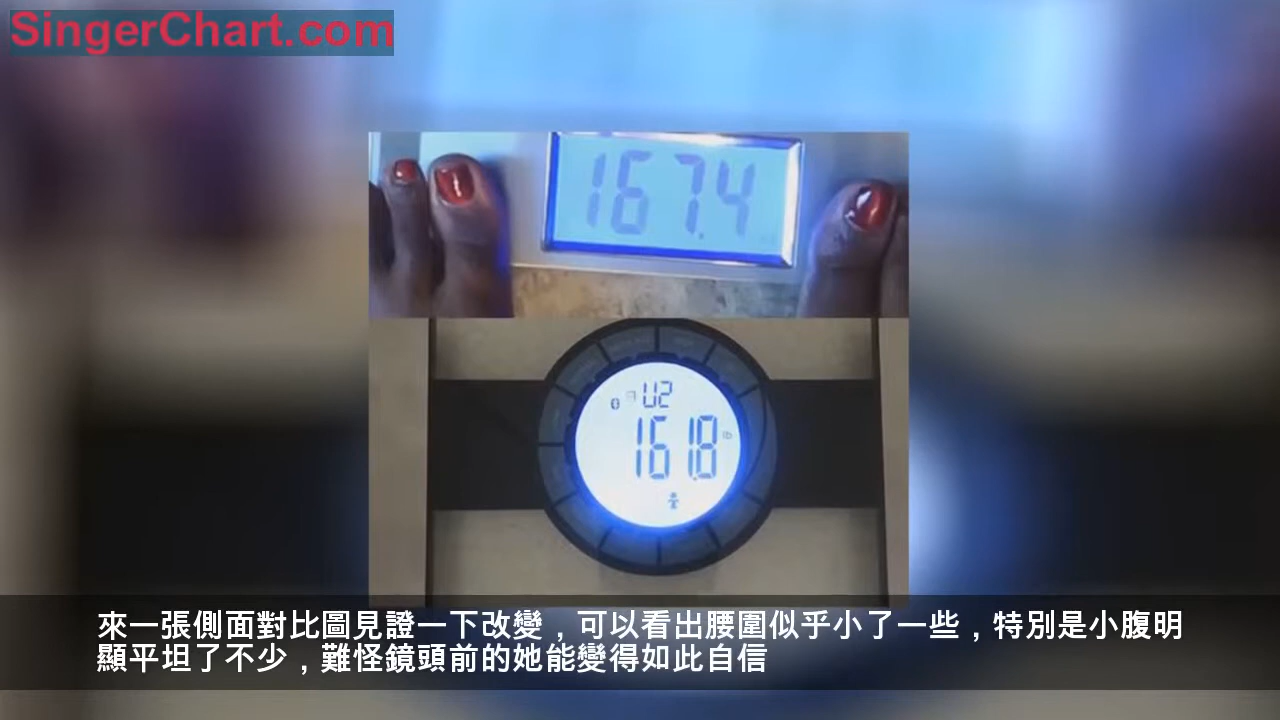 SingerChart.com
167.4
U2
161.8
lb
來一張側面對比圖見證一下改變，可以看出腰圍似乎小了一些，特別是小腹明
顯平坦了不少，難怪鏡頭前的她能變得如此自信